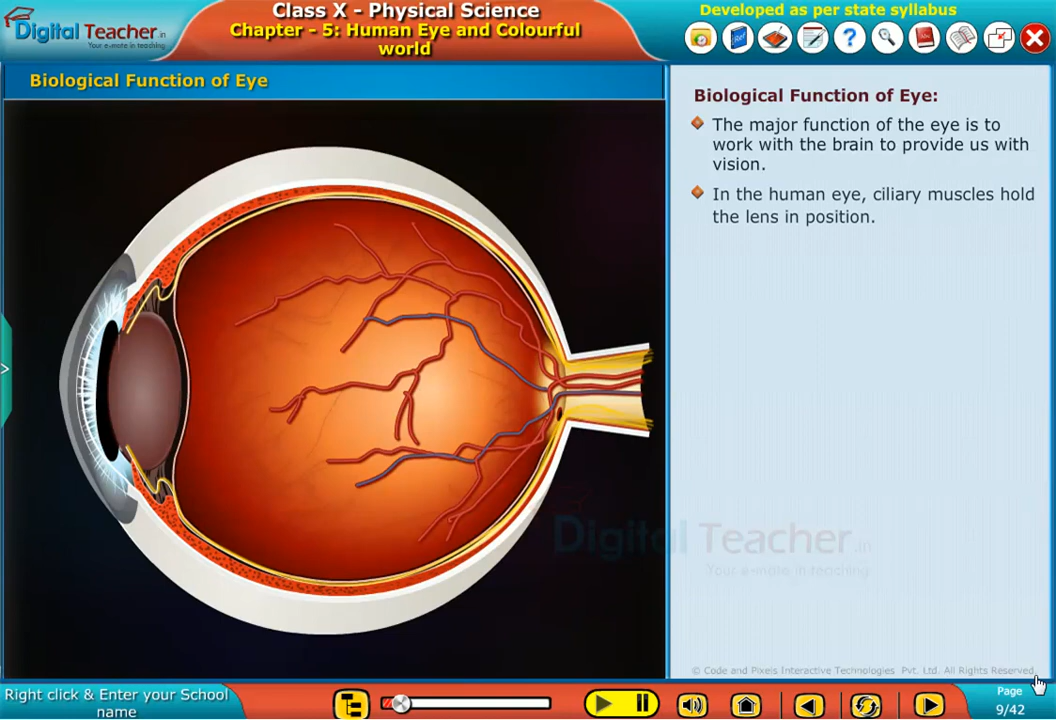 Digital Teacher.in
Your e-mate in teaching
Class X - Physical Science
Chapter - 5: Human Eye and Colourful
world
Developed as per state syllabus
Biological Function of Eye
Biological Function of Eye:
The major function of the eye is to
work with the brain to provide us with
vision.
In the human eye, ciliary muscles hold
the lens in position.
Digital Teacher.in
Your e-mate in teaching
© Code and Pixels Interactive Technologies Pvt. Ltd. All Rights Reserved.
Right click & Enter your School
name
Page
9/42